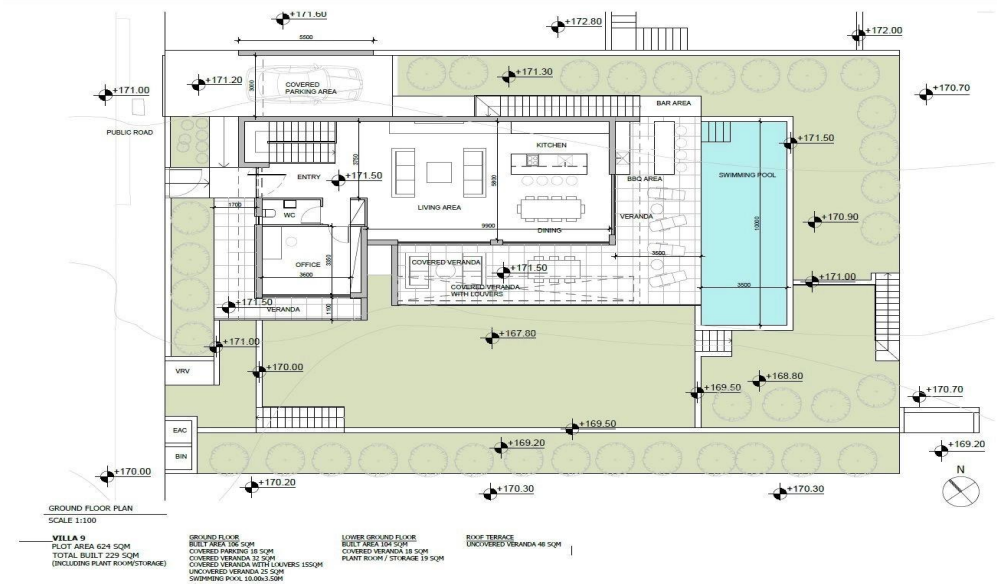 +171.60
+172.80
+172.00
5500
+171.20
COVERED
PARKING AREA
3000
+171.30
+171.00
+170.70
BAR AREA
PUBLIC ROAD
+171.50
KITCHEN
3750
5800
ENTRY
+171.50
BBQ AREA
SWIMMING POOL
LIVING AREA
1700
WC
VERANDA
+170.90
9900
DINING
10000
OFFICE
3350
3600
COVERED VERANDA
+171.50
3500
+171.00
COVERED VERANDA
WITH LOUVERS
3500
+171.50
VERANDA
1100
+167.80
+171.00
+170.00
VRV
+168.80
+169.50
+170.70
EAC
+169.50
BIN
+169.20
+169.20
+170.00
+170.20
+170.30
+170.30
N
GROUND FLOOR PLAN
SCALE 1:100
VILLA 9
PLOT AREA 624 SQM
TOTAL BUILT 229 SQM
(INCLUDING PLANT ROOM/STORAGE)
GROUND FLOOR
BUILT AREA 106 SQM
COVERED PARKING 18 SQM
COVERED VERANDA 32 SQM
COVERED VERANDA WITH LOUVERS 15SQM
UNCOVERED VERANDA 25 SQM
SWIMMING POOL 10.00x3.50M
LOWER GROUND FLOOR
BUILT AREA 104 SQM
COVERED VERANDA 18 SQM
PLANT ROOM / STORAGE 19 SQM
ROOF TERRACE
UNCOVERED VERANDA 48 SQM